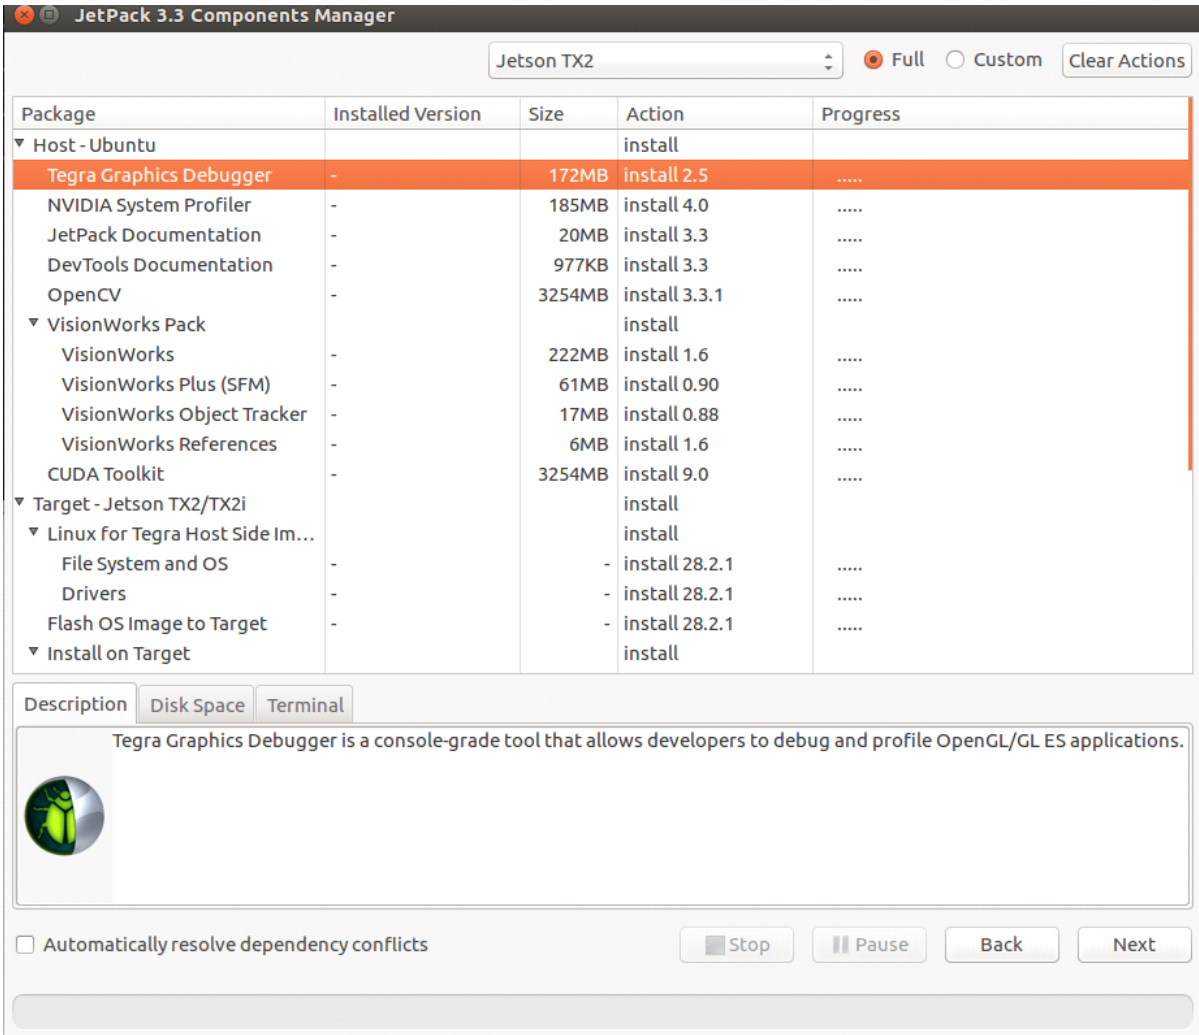 JetPack 3.3 Components Manager
Jetson TX2 Full Custom Clear Actions
Package Installed Version Size Action Progress
Host - Ubuntu install
Tegra Graphics Debugger - 172MB install 2.5 .....
NVIDIA System Profiler - 185MB install 4.0 .....
JetPack Documentation - 20MB install 3.3 .....
DevTools Documentation - 977KB install 3.3 .....
OpenCV - 3254MB install 3.3.1 .....
VisionWorks Pack install
VisionWorks - 222MB install 1.6 .....
VisionWorks Plus (SFM) - 61MB install 0.90 .....
VisionWorks Object Tracker - 17MB install 0.88 .....
VisionWorks References - 6MB install 1.6 .....
CUDA Toolkit - 3254MB install 9.0 .....
Target - Jetson TX2/TX2i install
Linux for Tegra Host Side Im... install
File System and OS - - install 28.2.1 .....
Drivers - - install 28.2.1 .....
Flash OS Image to Target - - install 28.2.1 .....
Install on Target install
Description Disk Space Terminal
Tegra Graphics Debugger is a console-grade tool that allows developers to debug and profile OpenGL/GL ES applications.
Automatically resolve dependency conflicts Stop Pause Back Next